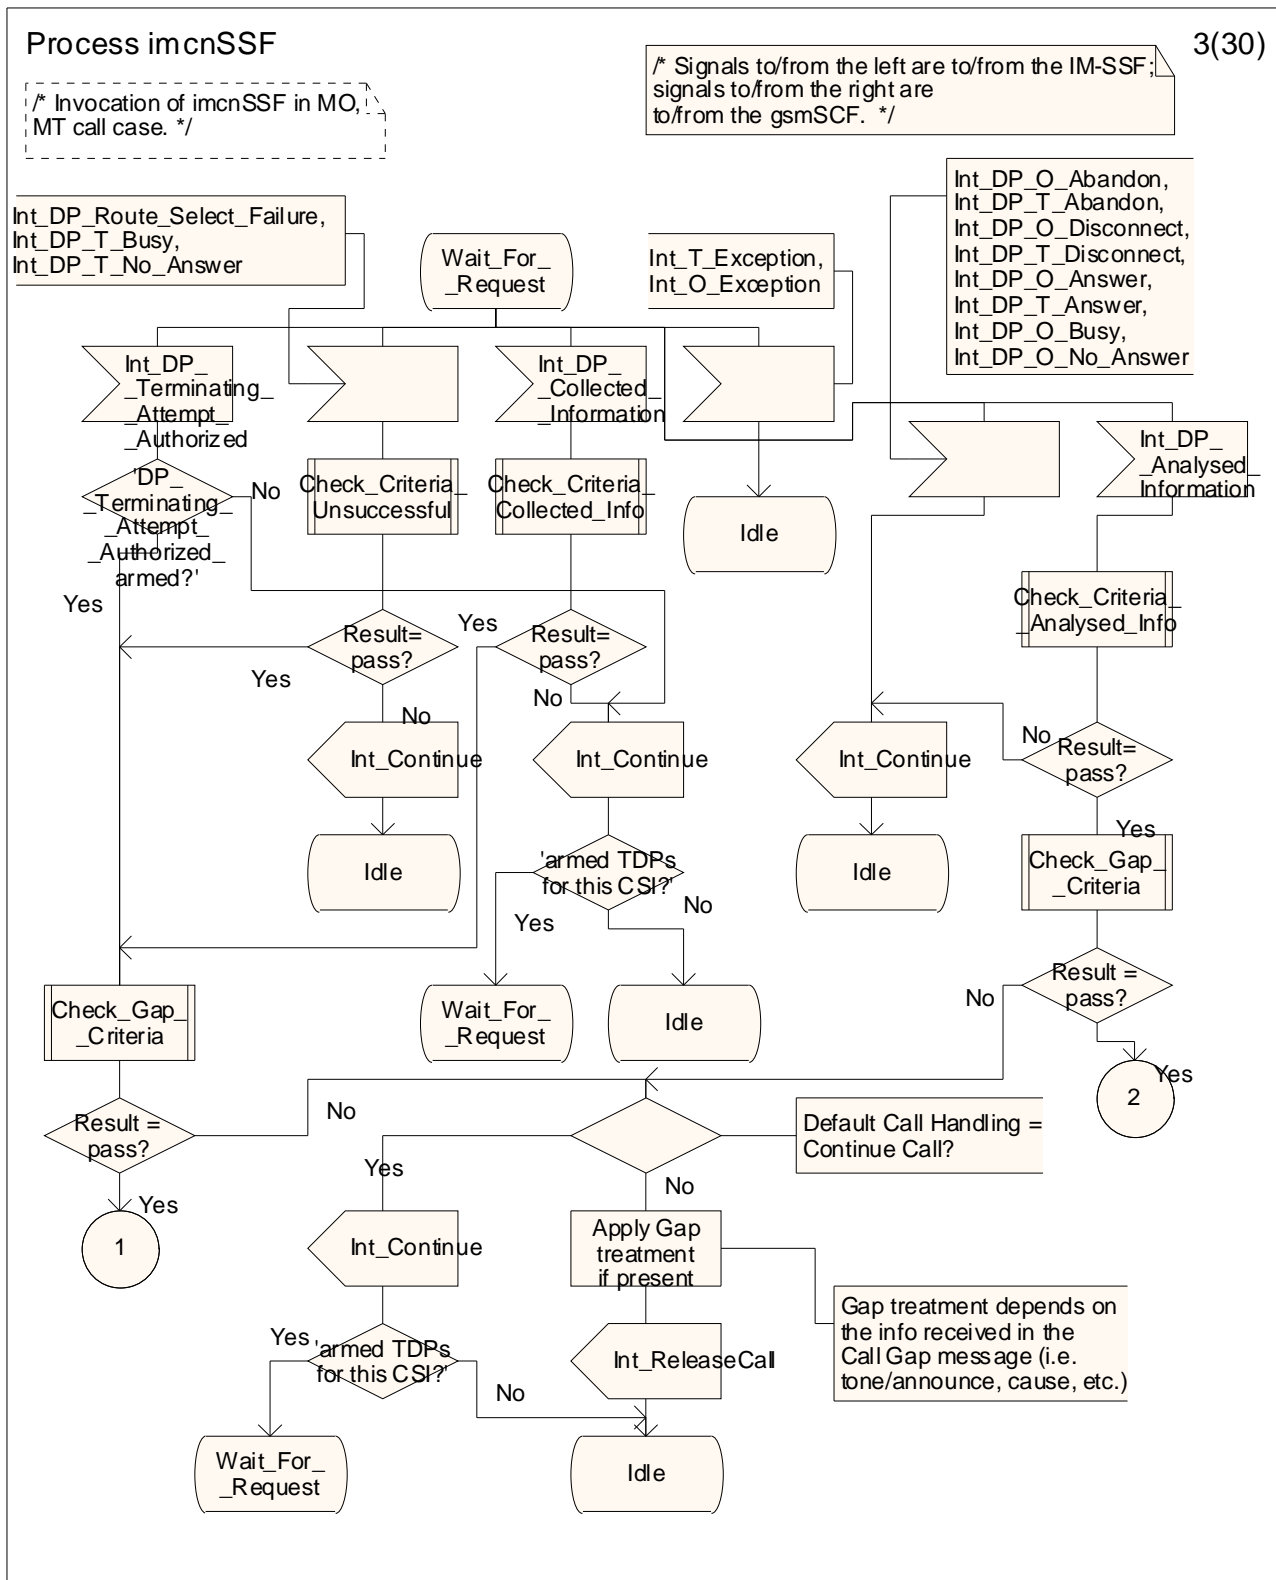 Process imcnSSF
3(30)
/* Invocation of imcnSSF in MO,
MT call case. */
/* Signals to/from the left are to/from the IM-SSF;
signals to/from the right are
to/from the gsmSCF. */
Int_DP_Route_Select_Failure,
Int_DP_T_Busy,
Int_DP_T_No_Answer
Wait_For_
_Request
Int_T_Exception,
Int_O_Exception
Int_DP_O_Abandon,
Int_DP_T_Abandon,
Int_DP_O_Disconnect,
Int_DP_T_Disconnect,
Int_DP_O_Answer,
Int_DP_T_Answer,
Int_DP_O_Busy,
Int_DP_O_No_Answer
Int_DP_
_Terminating_
_Attempt_
_Authorized
Int_DP_
_Collected_
_Information
Int_DP_
_Analysed_
_Information
'DP_
_Terminating_
_Attempt_
_Authorized_
armed?'
No
Yes
Check_Criteria_
_Unsuccessful
Check_Criteria_
_Collected_Info
Idle
Check_Criteria_
_Analysed_Info
Result=
pass?
Yes
No
Result=
pass?
Yes
No
Int_Continue
Int_Continue
Int_Continue
No
Result=
pass?
Yes
Idle
'armed TDPs
for this CSI?'
Yes
No
Idle
Check_Gap_
_Criteria
Wait_For_
_Request
Idle
Result =
pass?
No
Yes
2
Check_Gap_
_Criteria
Result =
pass?
No
Yes
1
Default Call Handling =
Continue Call?
Yes
No
Int_Continue
Apply Gap
treatment
if present
Gap treatment depends on
the info received in the
Call Gap message (i.e.
tone/announce, cause, etc.)
Yes
'armed TDPs
for this CSI?'
No
Int_ReleaseCall
Wait_For_
_Request
Idle